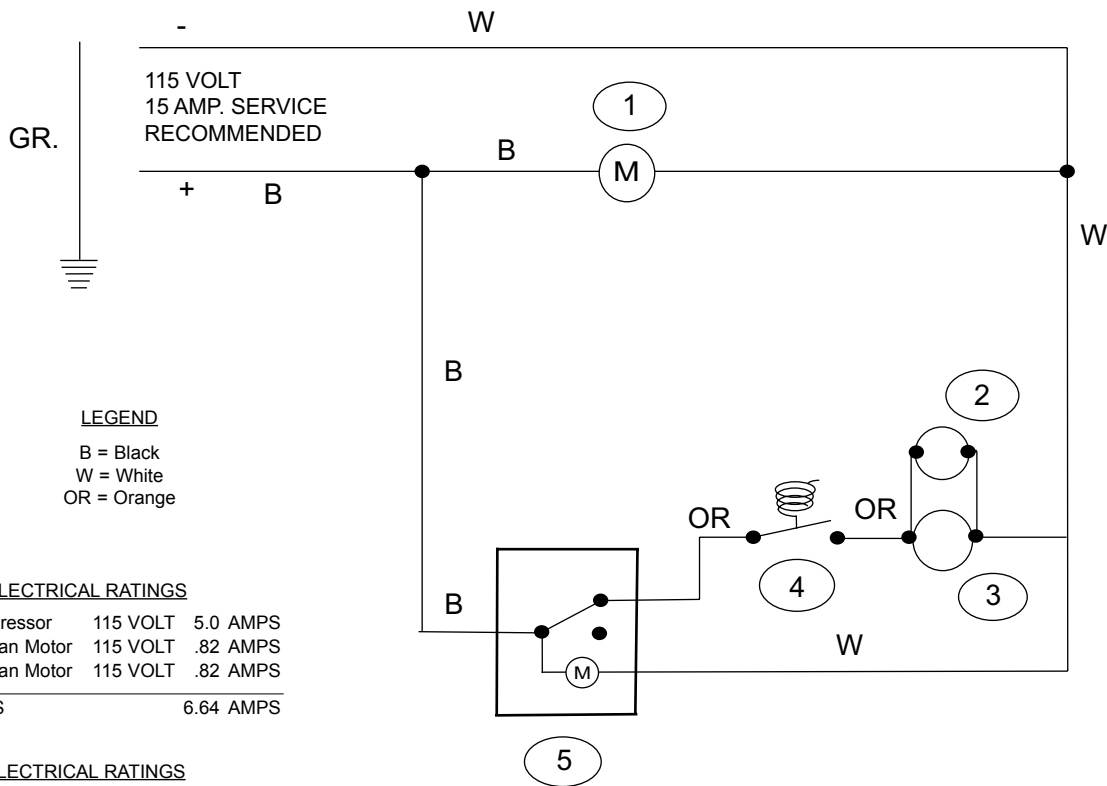 -
W
115 VOLT
15 AMP. SERVICE
RECOMMENDED
1
GR.
B
M
+
B
W
B
LEGEND
B = Black
W = White
OR = Orange
2
OR
OR
4
3
LECTRICAL RATINGS
ressor 115 VOLT 5.0 AMPS
an Motor 115 VOLT .82 AMPS
an Motor 115 VOLT .82 AMPS
S 6.64 AMPS
B
M
W
5
LECTRICAL RATINGS